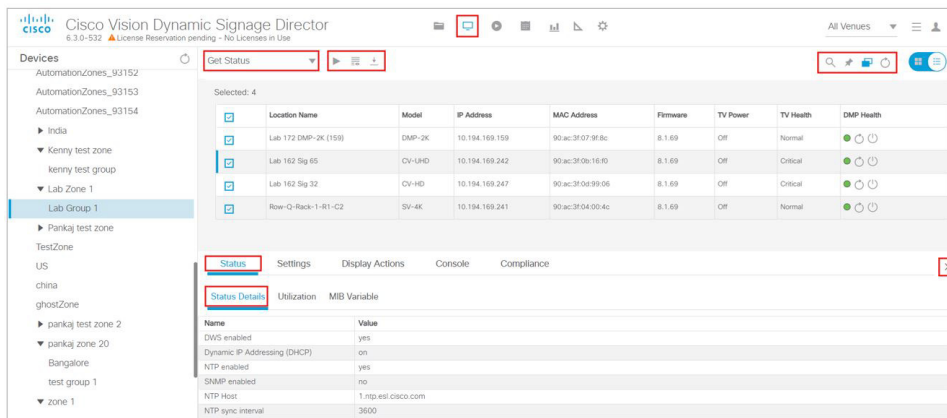 CISCO
Cisco Vision Dynamic Signage Director
6.3.0-532 License Reservation pending - No Licenses in Use
All Venues
Devices
AutomationZones_93152
AutomationZones_93153
AutomationZones_93154
India
Kenny test zone
kenny test group
Lab Zone 1
Lab Group 1
Pankaj test zone
TestZone
US
china
ghostZone
pankaj test zone 2
pankaj zone 20
Bangalore
test group 1
zone 1
Get Status
Selected: 4
Location Name Model IP Address MAC Address Firmware TV Power TV Health DMP Health
Lab 172 DMP-2K (159) DMP-2K 10.194.169.159 90:ac:3f:07:9f:8c 8.1.69 Off Normal
Lab 162 Sig 65 CV-UHD 10.194.169.242 90:ac:3f:0b:16:f0 8.1.69 Off Critical
Lab 162 Sig 32 CV-HD 10.194.169.247 90:ac:3f:0d:99:06 8.1.69 Off Critical
Row-Q-Rack-1-R1-C2 SV-4K 10.194.169.241 90:ac:3f:04:00:4c 8.1.69 Off Normal
Status Settings Display Actions Console Compliance
Status Details Utilization MIB Variable
Name Value
DWS enabled yes
Dynamic IP Addressing (DHCP) on
NTP enabled yes
SNMP enabled no
NTP Host 1.ntp.esl.cisco.com
NTP sync interval 3600